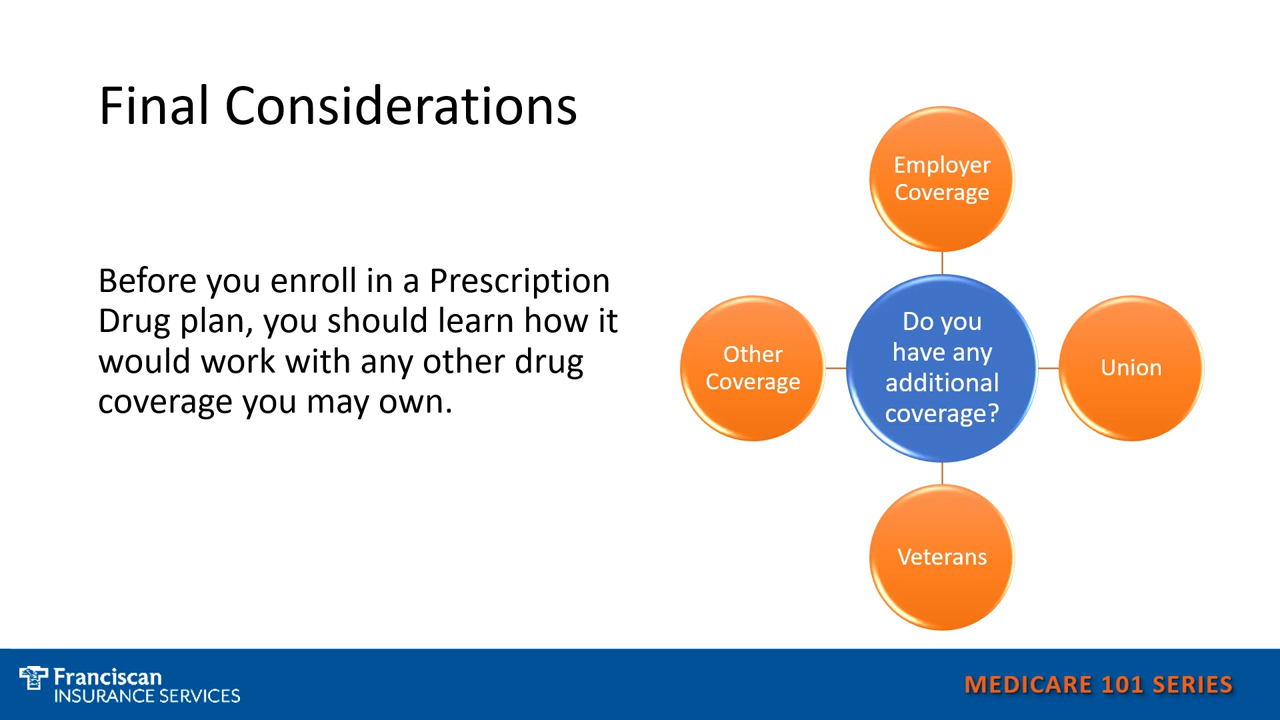 Final Considerations
Before you enroll in a Prescription
Drug plan, you should learn how it
would work with any other drug
coverage you may own.
Employer
Coverage
Other
Coverage
Do you
have any
additional
coverage?
Union
Veterans
Franciscan
INSURANCE SERVICES
MEDICARE 101 SERIES